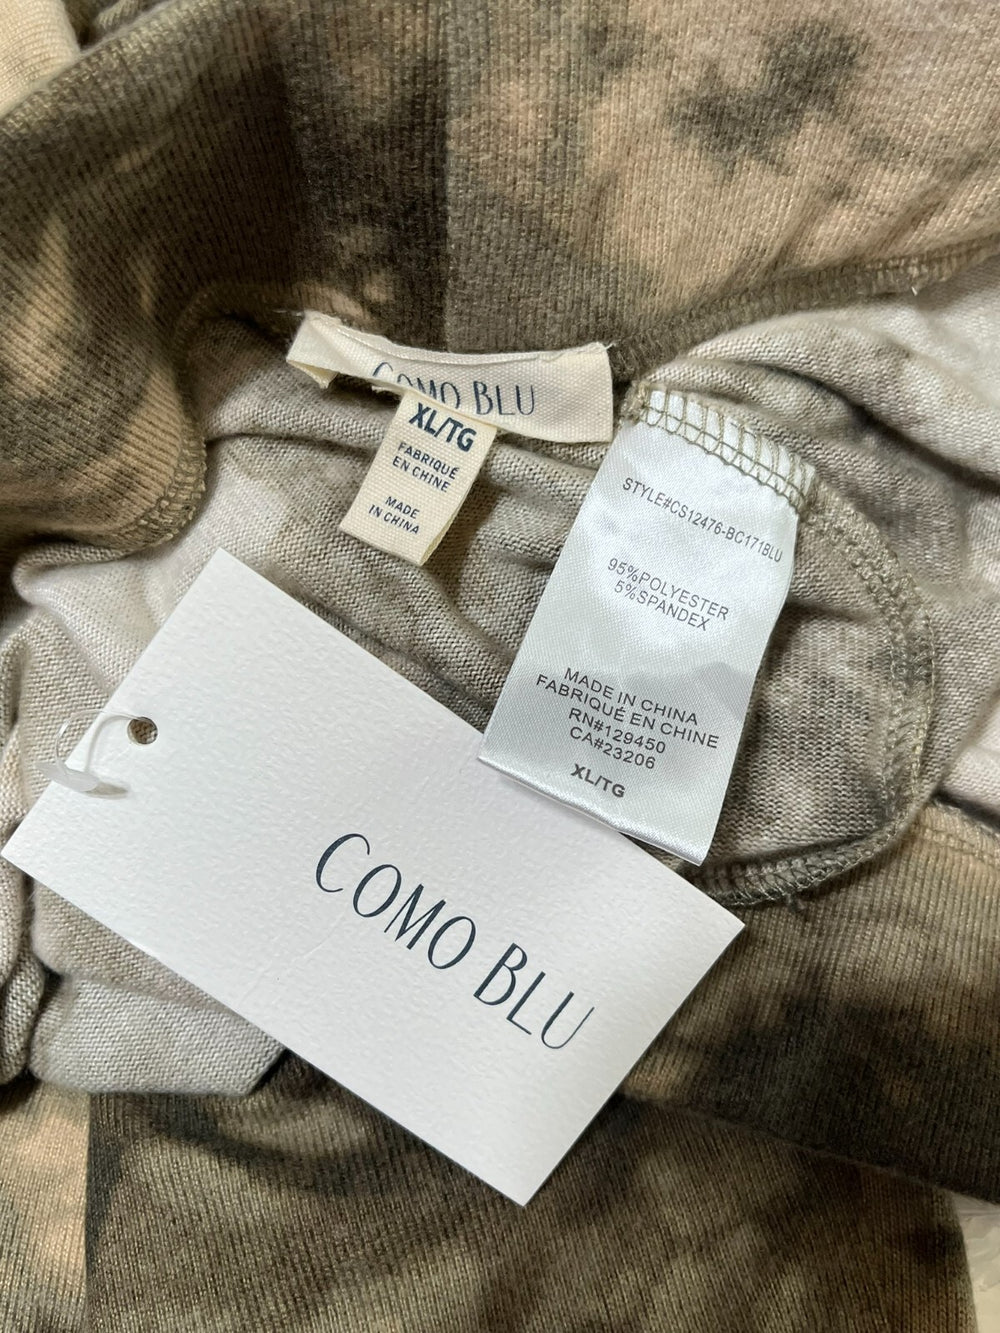 COMO BLU
XL/TG
FABRIQUÉ
EN CHINE
MADE
IN CHINA
STYLE#CS12476-BC171BLU
95%POLYESTER
5%SPANDEX
MADE IN CHINA
FABRIQUÉ EN CHINE
RN#129450
CA#23206
XL/TG
COMO BLU